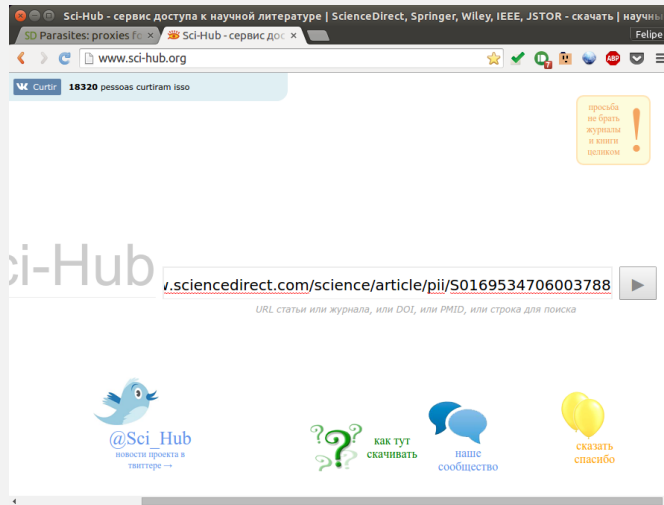 Sci-Hub - сервис доступа к научной литературе | ScienceDirect, Springer, Wiley, IEEE, JSTOR - скачать | научны
SD Parasites: proxies fo
Sci-Hub - сервис дос
Felipe
www.sci-hub.org
7
ABP
Curtir 18320 pessoas curtiram isso
просьба
не брать
журналы
и книги
целиком
!
ci-Hub
w.sciencedirect.com/science/article/pii/S0169534706003788
URL статьи или журнала, или DOI, или PMID, или строка для поиска
@Sci_Hub
новости проекта в
твиттере →
???
как тут
скачивать
наше
сообщество
сказать
спасибо